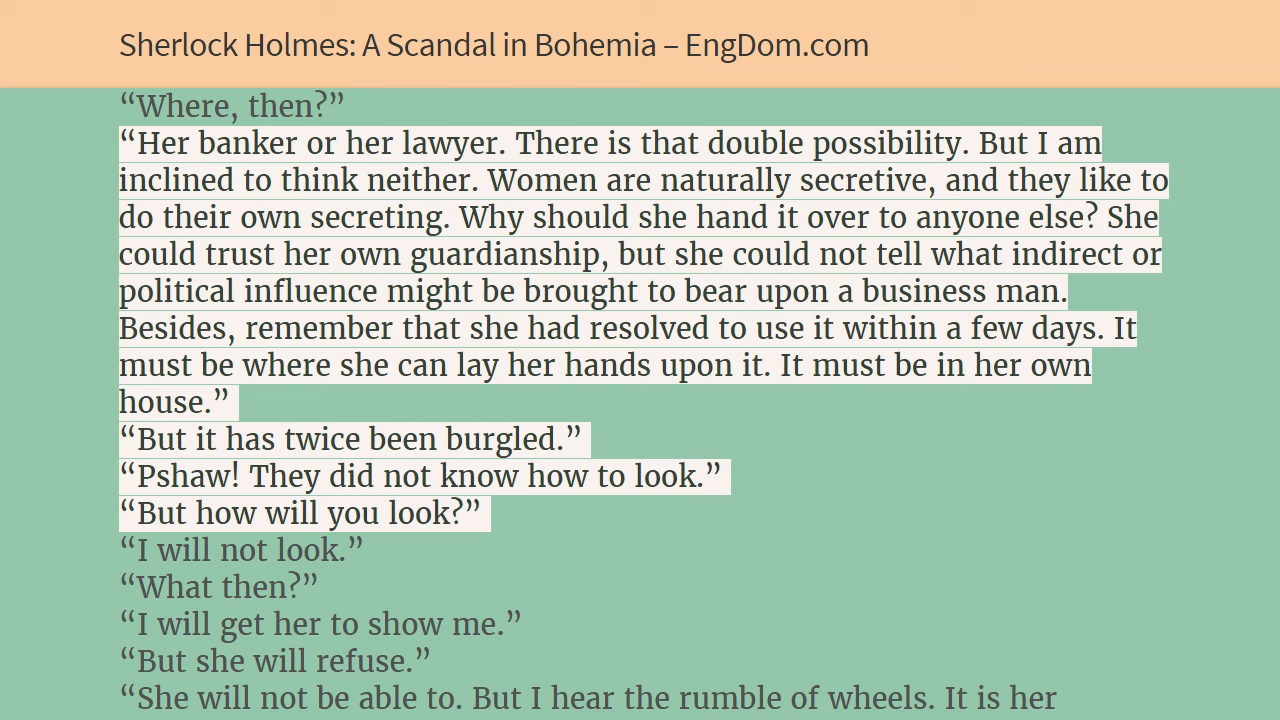 Sherlock Holmes: A Scandal in Bohemia – EngDom.com
“Where, then?”
“Her banker or her lawyer. There is that double possibility. But I am
inclined to think neither. Women are naturally secretive, and they like to
do their own secreting. Why should she hand it over to anyone else? She
could trust her own guardianship, but she could not tell what indirect or
political influence might be brought to bear upon a business man.
Besides, remember that she had resolved to use it within a few days. It
must be where she can lay her hands upon it. It must be in her own
house.”
“But it has twice been burgled.”
“Pshaw! They did not know how to look.”
“But how will you look?”
“I will not look.”
“What then?”
“I will get her to show me.”
“But she will refuse.”
“She will not be able to. But I hear the rumble of wheels. It is her